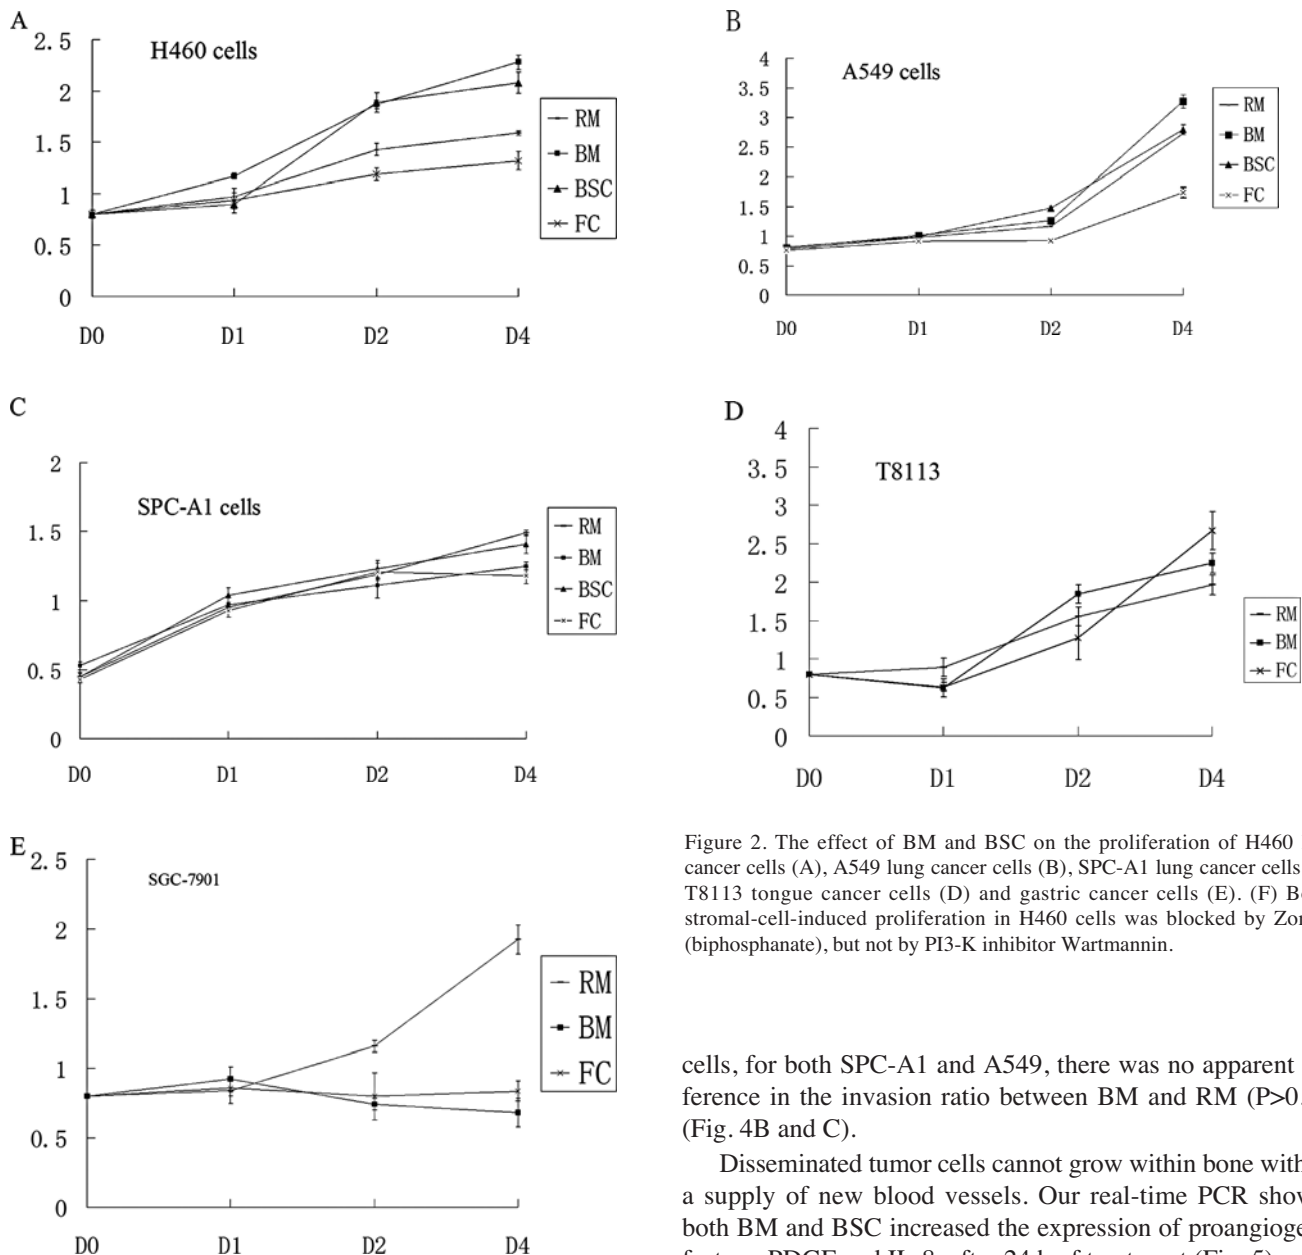 A
H460 cells
2.5
2
1.5
1
0.5
0
D0 D1 D2 D4
RM
BM
BSC
FC
B
A549 cells
4
3.5
3
2.5
2
1.5
1
0.5
0
D0 D1 D2 D4
RM
BM
BSC
FC
C
SPC-A1 cells
2
1.5
1
0.5
0
D0 D1 D2 D4
RM
BM
BSC
FC
D
T8113
4
3.5
3
2.5
2
1.5
1
0.5
0
D0 D1 D2 D4
RM
BM
FC
E
SGC-7901
2.5
2
1.5
1
0.5
0
D0 D1 D2 D4
RM
BM
FC
Figure 2. The effect of BM and BSC on the proliferation of H460
cancer cells (A), A549 lung cancer cells (B), SPC-A1 lung cancer cells
T8113 tongue cancer cells (D) and gastric cancer cells (E). (F)
stromal-cell-induced proliferation in H460 cells was blocked by
(biphosphanate), but not by PI3-K inhibitor Wartmannin.
cells, for both SPC-A1 and A549, there was no apparent
ference in the invasion ratio between BM and RM (P>0.
(Fig. 4B and C).
Disseminated tumor cells cannot grow within bone
a supply of new blood vessels. Our real-time PCR
both BM and BSC increased the expression of